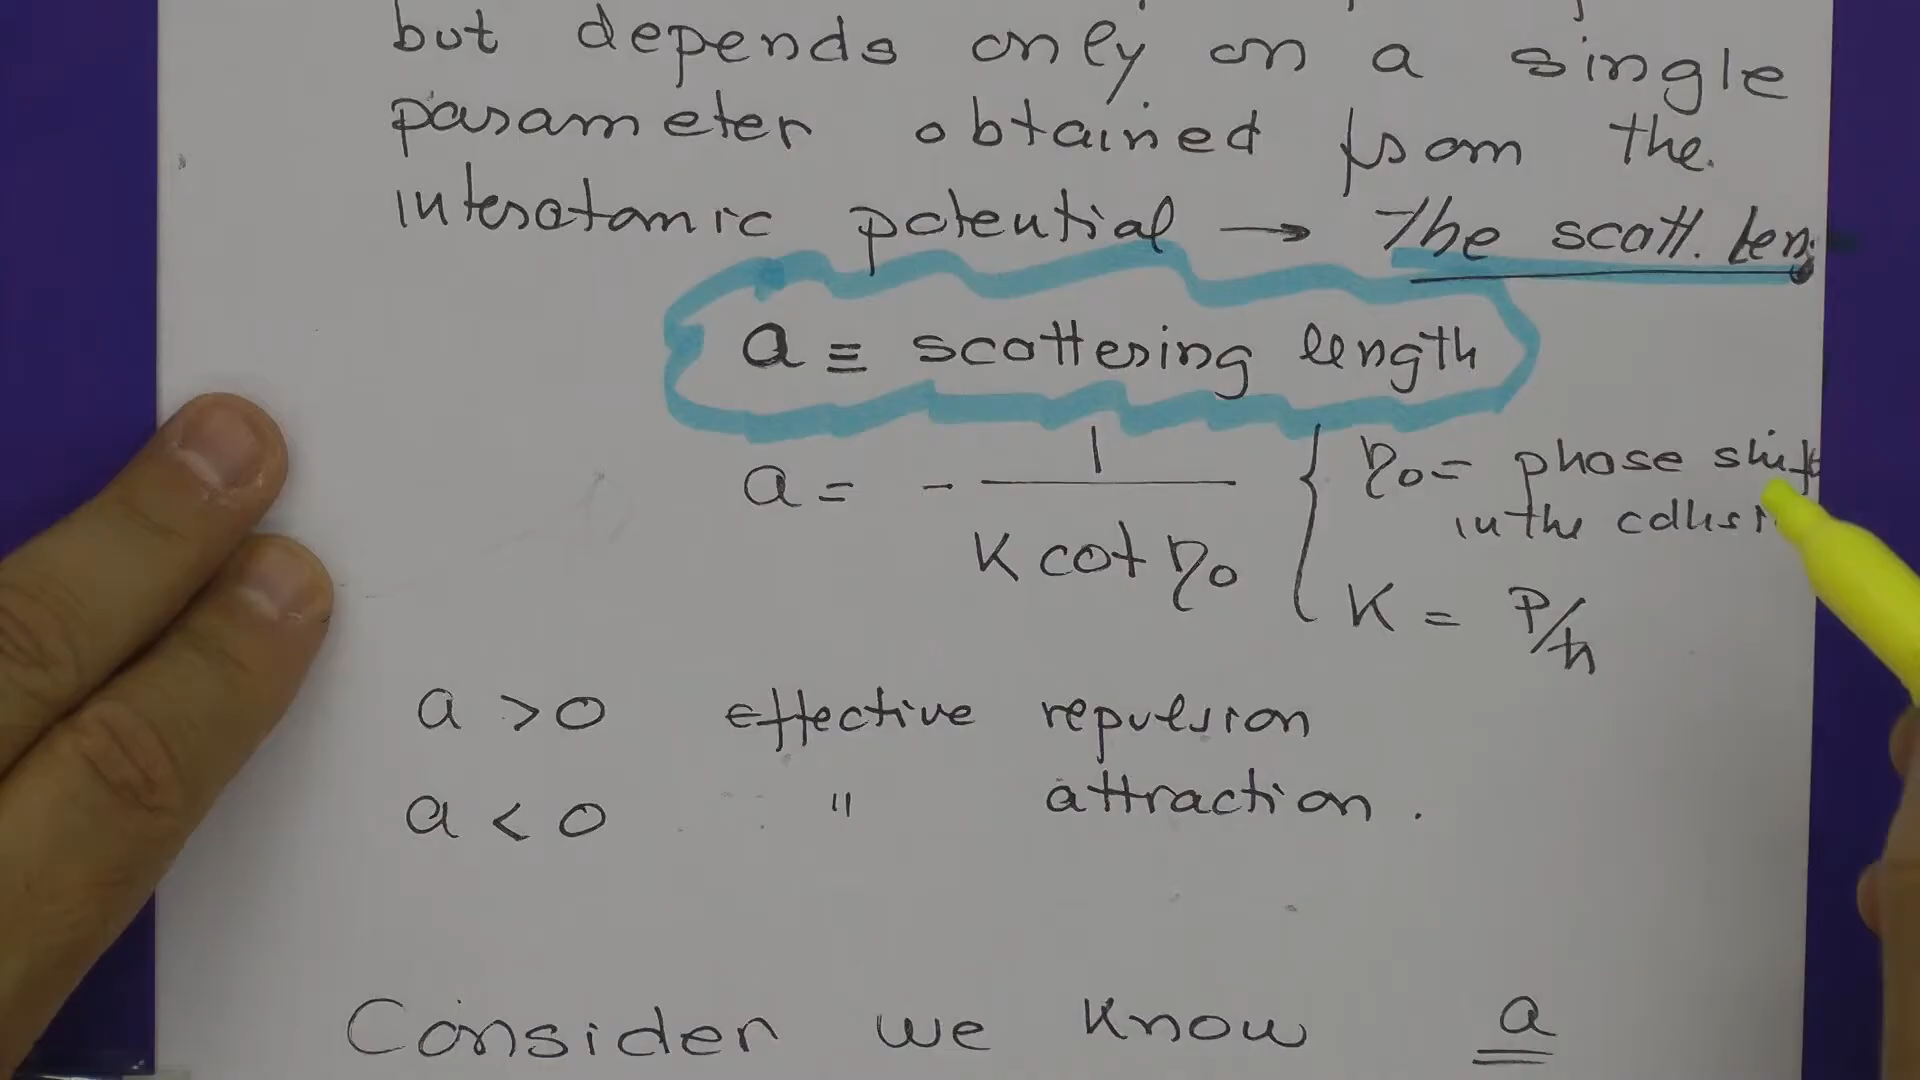 but depends only on a single
parameter obtained from the
interatomic potential → The scatt. len
a ≡ scattering length
a = - 1 / K cot η0 { η0 = phase shift
in the collisi
K = P/ħ
a > 0 effective repulsion
a < 0 " attraction.
Consider we know a